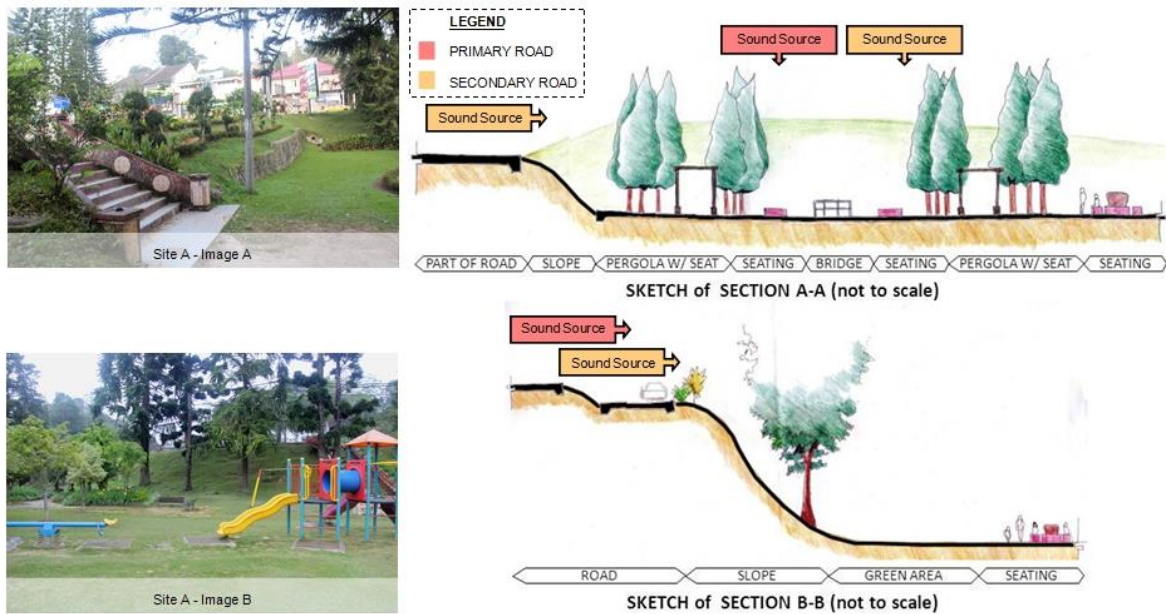 LEGEND
PRIMARY ROAD
SECONDARY ROAD
Sound Source
Sound Source
Sound Source
Site A - Image A
PART OF ROAD SLOPE PERGOLA W/ SEAT SEATING BRIDGE SEATING PERGOLA W/ SEAT SEATING
SKETCH of SECTION A-A (not to scale)
Sound Source
Sound Source
Site A - Image B
ROAD SLOPE GREEN AREA SEATING
SKETCH of SECTION B-B (not to scale)